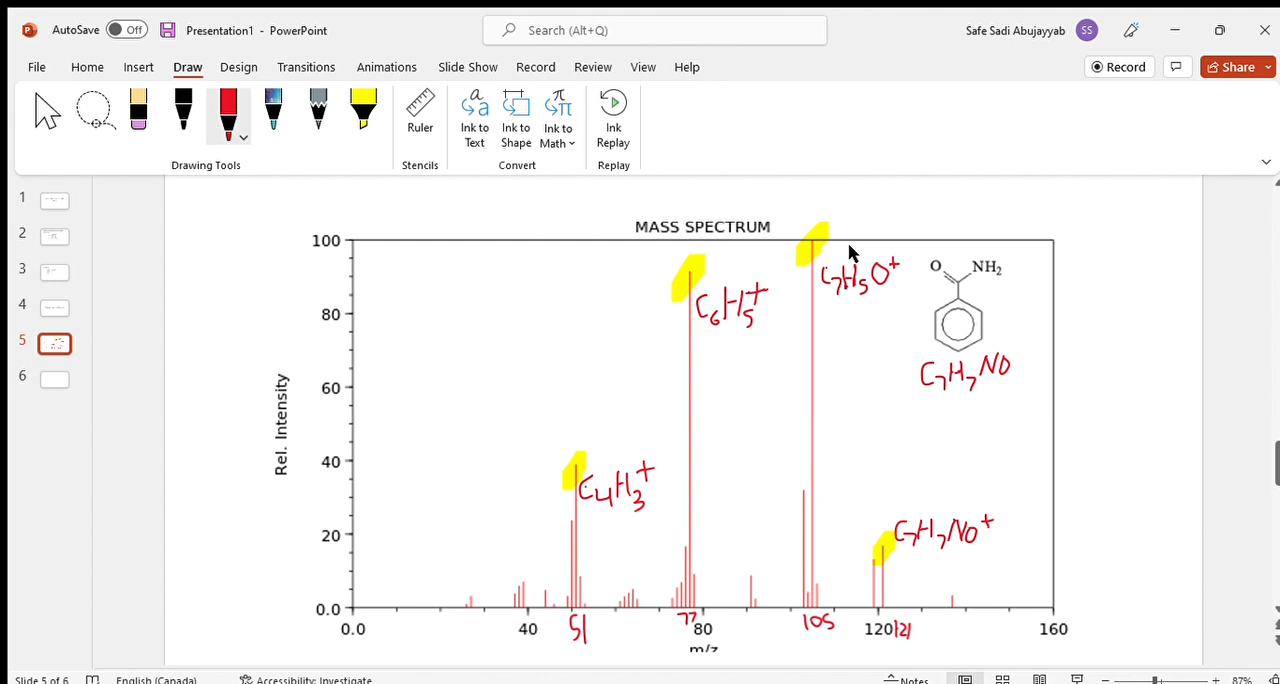 AutoSave Off Presentation1 - PowerPoint Search (Alt+Q) Safe Sadi Abujayyab SS
File Home Insert Draw Design Transitions Animations Slide Show Record Review View Help Record Share
Ruler
Ink to Text
Ink to Shape
Ink to Math
Ink Replay
Drawing Tools Stencils Convert Replay
1
2
3
4
5
6
MASS SPECTRUM
100
80
60
40
20
0.0
Rel. Intensity
C7H5O+
O NH2
C6H5+
C7H7NO
C4H3+
C7H7NO+
51 77 105 121
0.0 40 80 120 160
m/z
Slide 5 of 6 English (Canada) Accessibility: Investigate Notes 87%